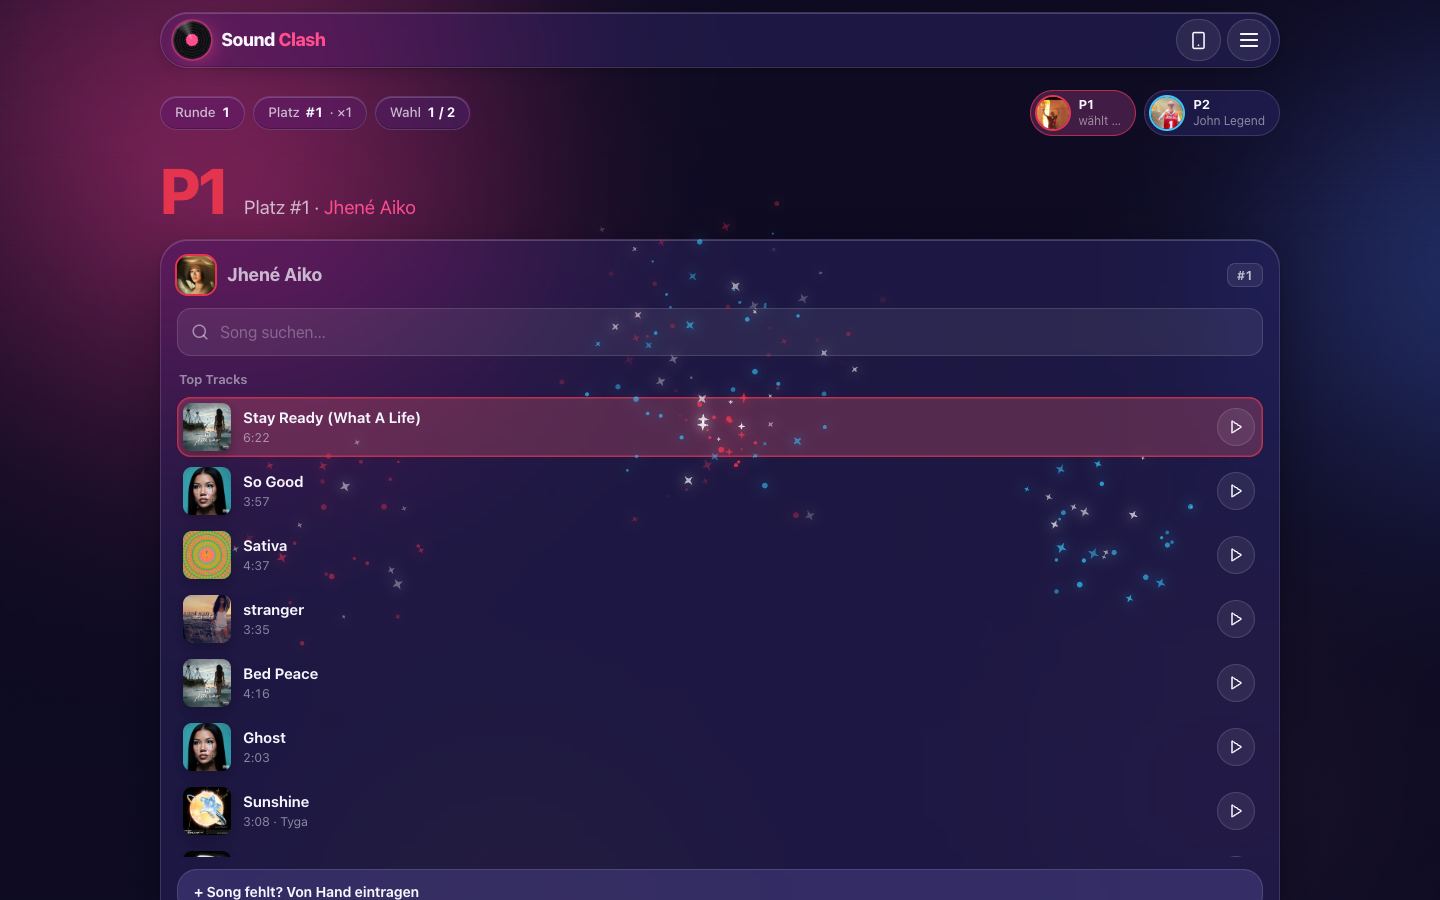 Sound Clash
Runde 1
Platz #1 · ×1
Wahl 1 / 2
P1
wählt ...
P2
John Legend
P1 Platz #1 · Jhené Aiko
Jhené Aiko
#1
Song suchen...
Top Tracks
Stay Ready (What A Life)
6:22
So Good
3:57
Sativa
4:37
stranger
3:35
Bed Peace
4:16
Ghost
2:03
Sunshine
3:08 · Tyga
+ Song fehlt? Von Hand eintragen